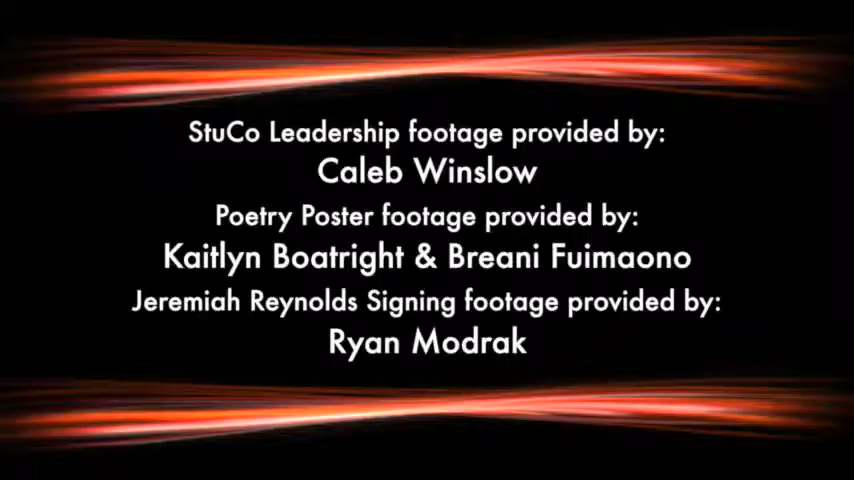 StuCo Leadership footage provided by:
Caleb Winslow
Poetry Poster footage provided by:
Kaitlyn Boatright & Breani Fuimaono
Jeremiah Reynolds Signing footage provided by:
Ryan Modrak